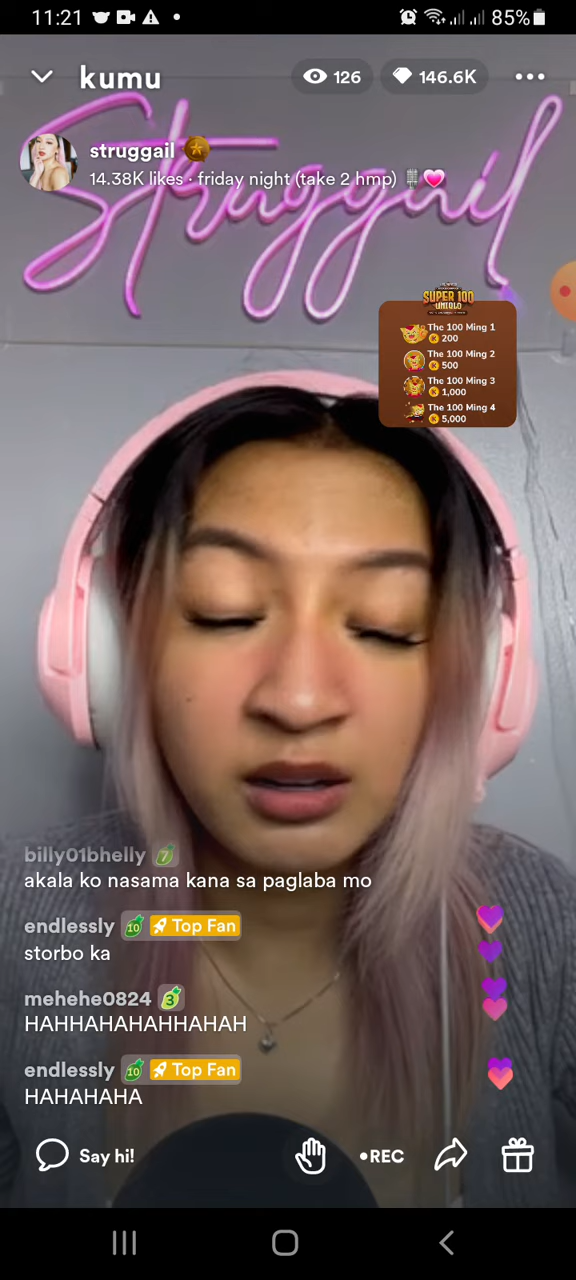 11:21
85%
kumu
126
146.6K
Struggail
struggail
14.38K likes · friday night (take 2 hmp) 🎙️💗
SUPER 100
UNTOLD
The 100 Ming 1
200
The 100 Ming 2
500
The 100 Ming 3
1,000
The 100 Ming 4
5,000
billy01bhelly 7
akala ko nasama kana sa paglaba mo
endlessly 10 Top Fan
storbo ka
mehehe0824 3
HAHHAHAHAHHAHAH
endlessly 10 Top Fan
HAHAHAHA
Say hi!
•REC